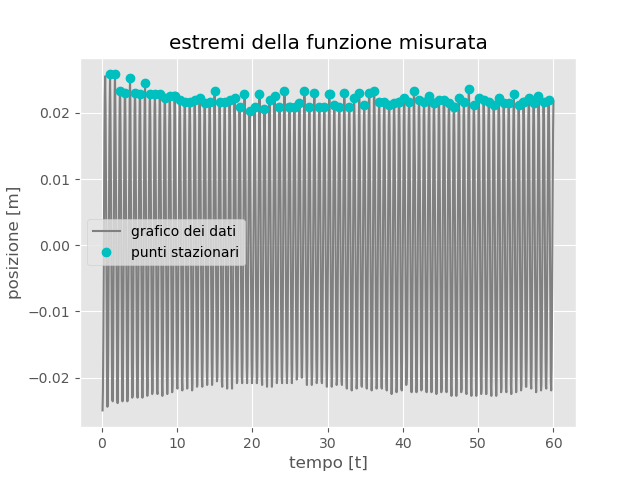 estremi della funzione misurata
0.02
0.01
0.00
−0.01
−0.02
posizione [m]
grafico dei dati
punti stazionari
0
10
20
30
40
50
60
tempo [t]